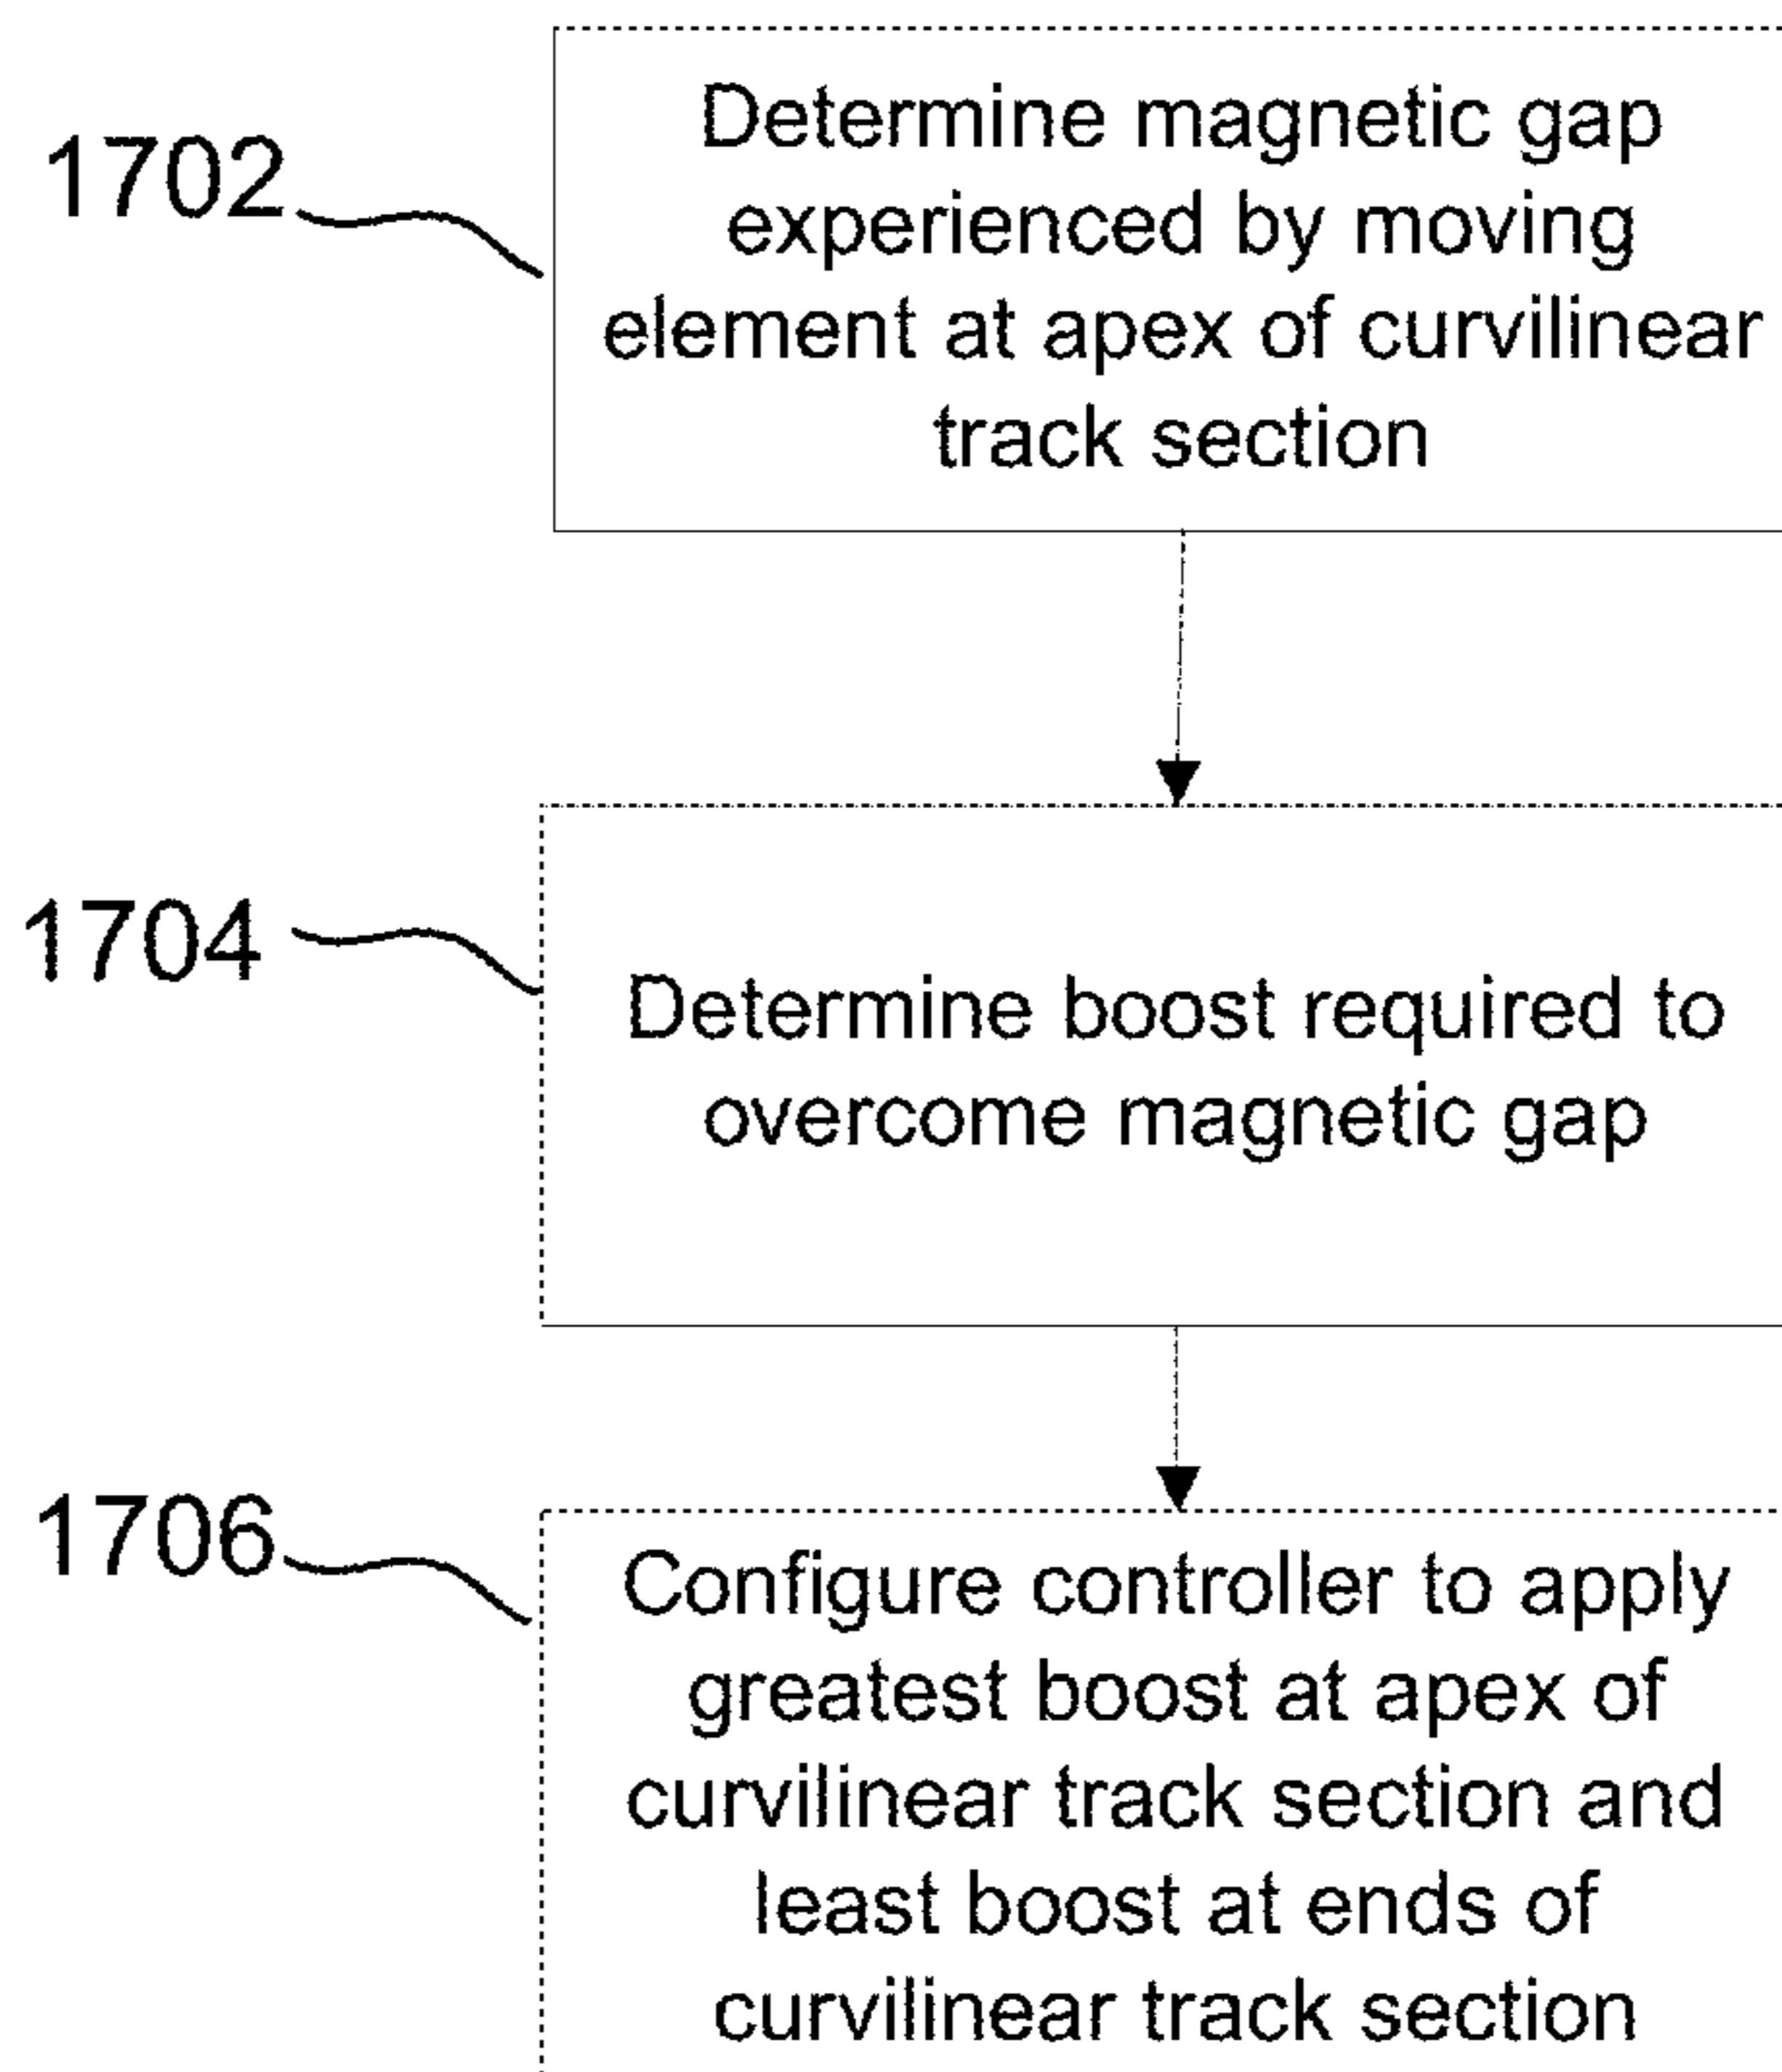 1702
Determine magnetic gap
experienced by moving
element at apex of curvilinear
track section
1704
Determine boost required to
overcome magnetic gap
1706
Configure controller to apply
greatest boost at apex of
curvilinear track section and
least boost at ends of
curvilinear track section